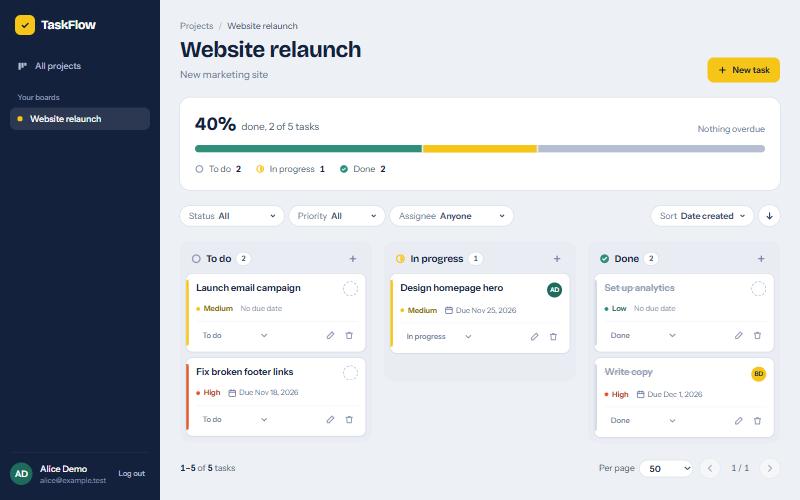 TaskFlow
All projects
Your boards
Website relaunch
AD
Alice Demo
alice@example.test
Log out
Projects / Website relaunch
Website relaunch
New marketing site
+ New task
40% done, 2 of 5 tasks
Nothing overdue
To do 2
In progress 1
Done 2
Status All
Priority All
Assignee Anyone
Sort Date created
To do 2 +
Launch email campaign
Medium No due date
To do
Fix broken footer links
High Due Nov 18, 2026
To do
In progress 1 +
Design homepage hero
AD
Medium Due Nov 25, 2026
In progress
Done 2 +
Set up analytics
Low No due date
Done
Write copy
BD
High Due Dec 1, 2026
Done
1–5 of 5 tasks
Per page 50
1 / 1